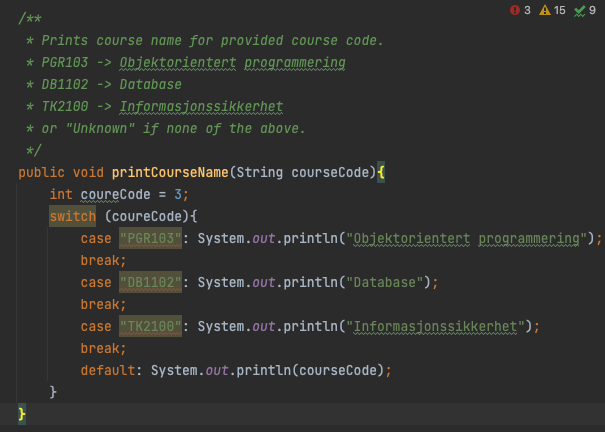 3 15 9
/**
 * Prints course name for provided course code.
 * PGR103 -> Objektorientert programmering
 * DB1102 -> Database
 * TK2100 -> Informasjonssikkerhet
 * or "Unknown" if none of the above.
 */
public void printCourseName(String courseCode){
    int coureCode = 3;
    switch (coureCode){
        case "PGR103": System.out.println("Objektorientert programmering");
        break;
        case "DB1102": System.out.println("Database");
        break;
        case "TK2100": System.out.println("Informasjonssikkerhet");
        break;
        default: System.out.println(courseCode);
    }
}